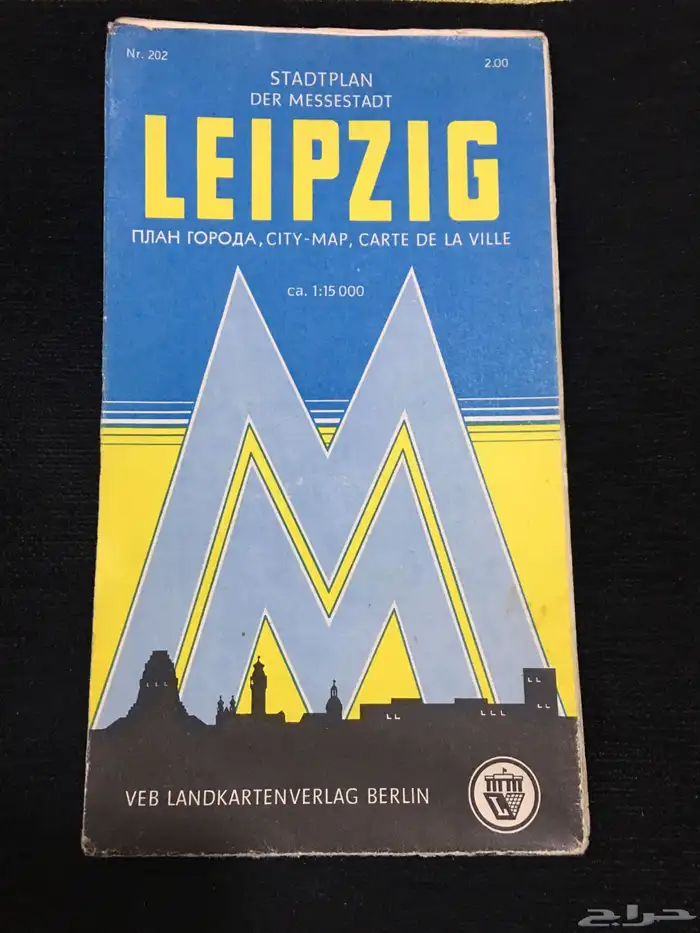 Nr. 202
2.00
STADTPLAN
DER MESSESTADT
LEIPZIG
ПЛАН ГОРОДА, CITY-MAP, CARTE DE LA VILLE
ca. 1:15 000
VEB LANDKARTENVERLAG BERLIN
حراج